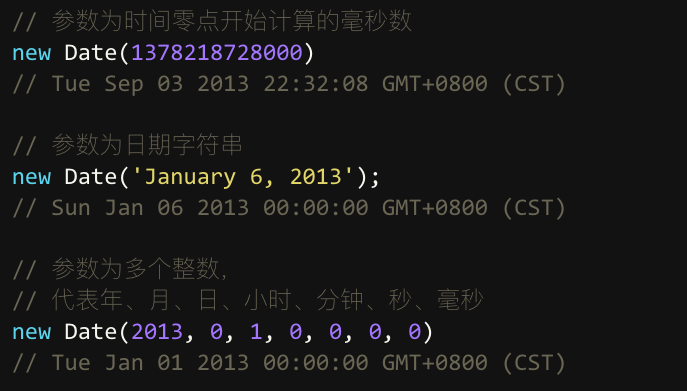 // 参数为时间零点开始计算的毫秒数
new Date(1378218728000)
// Tue Sep 03 2013 22:32:08 GMT+0800 (CST)
// 参数为日期字符串
new Date('January 6, 2013');
// Sun Jan 06 2013 00:00:00 GMT+0800 (CST)
// 参数为多个整数，
// 代表年、月、日、小时、分钟、秒、毫秒
new Date(2013, 0, 1, 0, 0, 0, 0)
// Tue Jan 01 2013 00:00:00 GMT+0800 (CST)